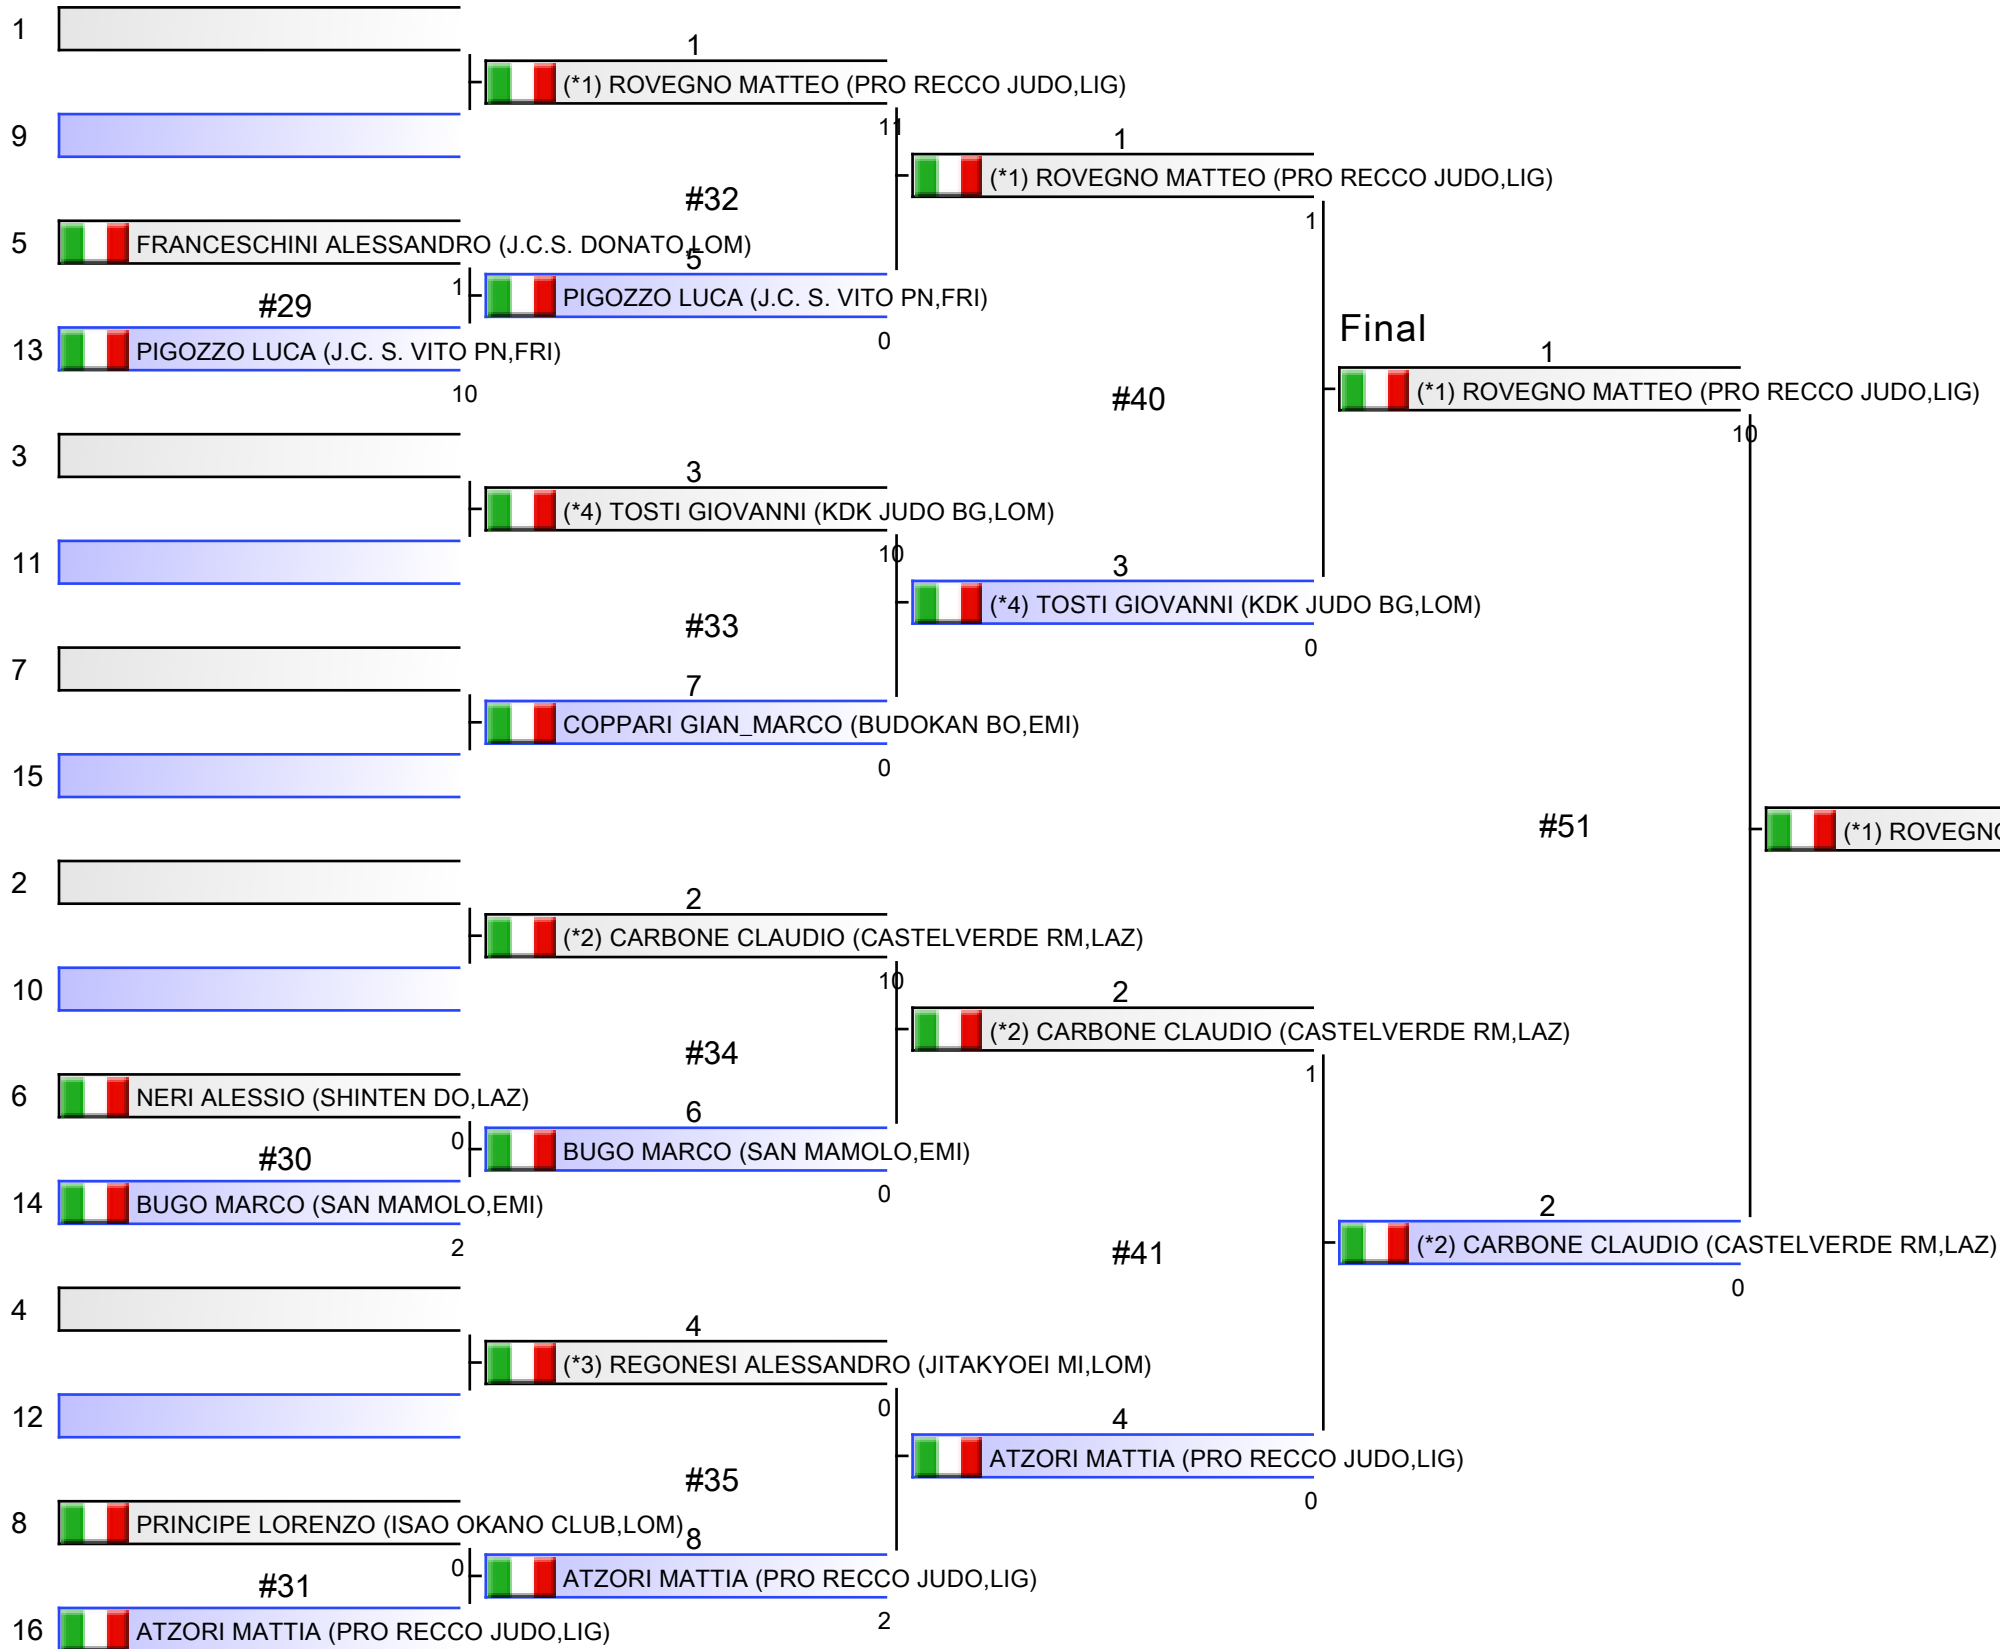 1
1
(*1) ROVEGNO MATTEO (PRO RECCO JUDO,LIG)
11
9
1
(*1) ROVEGNO MATTEO (PRO RECCO JUDO,LIG)
#32
1
5
FRANCESCHINI ALESSANDRO (J.C.S. DONATO,LOM)
5
1
PIGOZZO LUCA (J.C. S. VITO PN,FRI)
#29
0
13
PIGOZZO LUCA (J.C. S. VITO PN,FRI)
10
Final
1
(*1) ROVEGNO MATTEO (PRO RECCO JUDO,LIG)
#40
10
3
3
(*4) TOSTI GIOVANNI (KDK JUDO BG,LOM)
10
11
3
(*4) TOSTI GIOVANNI (KDK JUDO BG,LOM)
#33
0
7
7
COPPARI GIAN_MARCO (BUDOKAN BO,EMI)
0
15
#51
(*1) ROVEGNO
2
2
(*2) CARBONE CLAUDIO (CASTELVERDE RM,LAZ)
10
10
2
(*2) CARBONE CLAUDIO (CASTELVERDE RM,LAZ)
#34
1
6
NERI ALESSIO (SHINTEN DO,LAZ)
6
0
BUGO MARCO (SAN MAMOLO,EMI)
#30
0
14
BUGO MARCO (SAN MAMOLO,EMI)
2
2
(*2) CARBONE CLAUDIO (CASTELVERDE RM,LAZ)
#41
0
4
4
(*3) REGONESI ALESSANDRO (JITAKYOEI MI,LOM)
0
12
4
ATZORI MATTIA (PRO RECCO JUDO,LIG)
#35
0
8
PRINCIPE LORENZO (ISAO OKANO CLUB,LOM)
8
0
ATZORI MATTIA (PRO RECCO JUDO,LIG)
#31
2
16
ATZORI MATTIA (PRO RECCO JUDO,LIG)